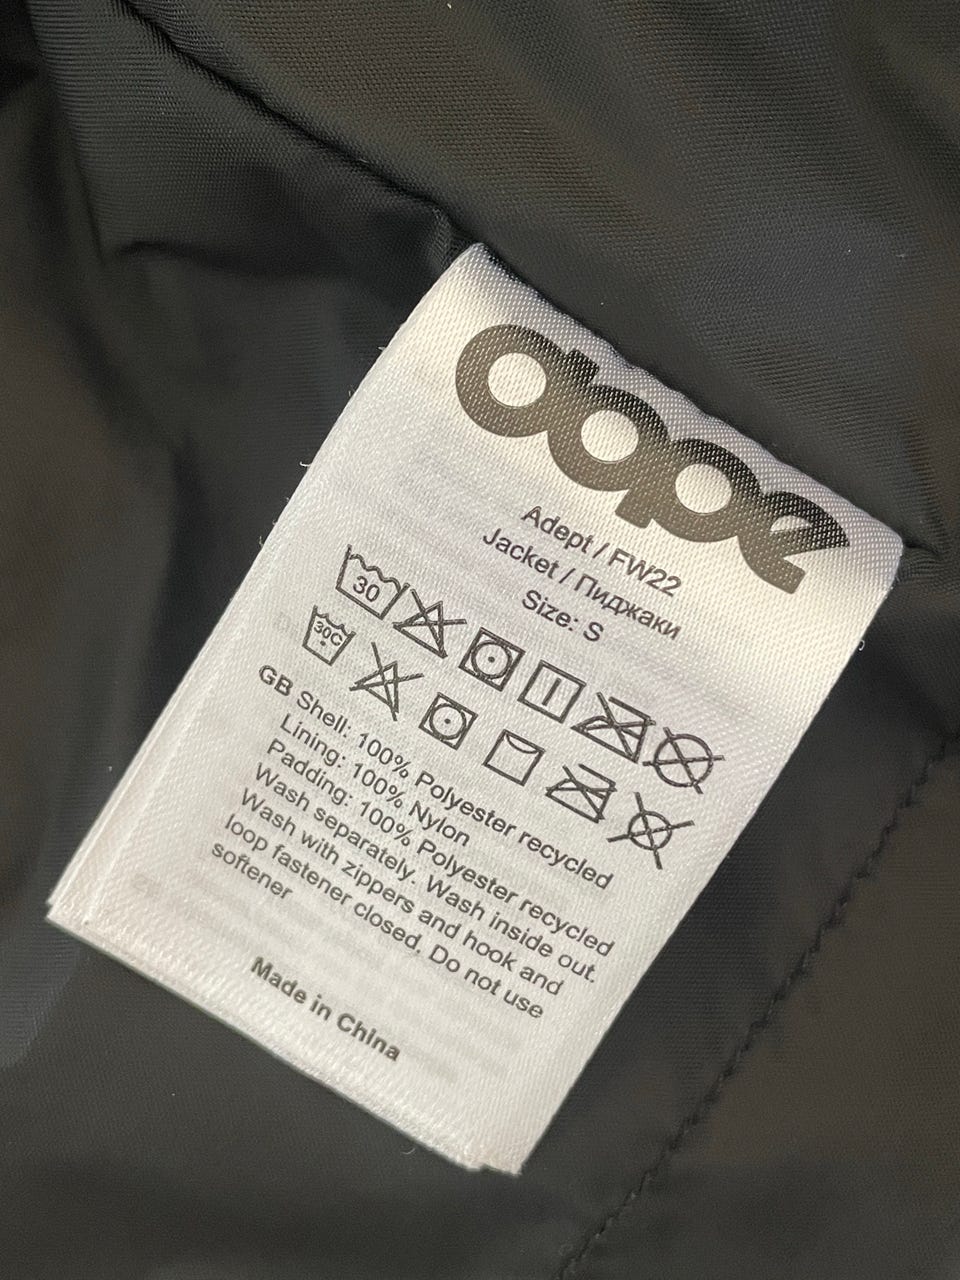 dope
Adept / FW22
Jacket / Пиджаки
Size: S
30
30C
GB Shell: 100% Polyester recycled
Lining: 100% Nylon
Padding: 100% Polyester recycled
Wash separately. Wash inside out.
Wash with zippers and hook and
loop fastener closed. Do not use
softener
Made in China